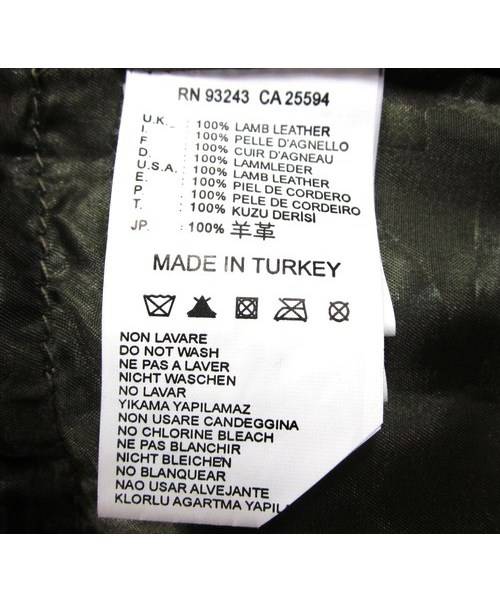 RN 93243 CA 25594
U.K. : 100% LAMB LEATHER
I. : 100% PELLE D'AGNELLO
F : 100% CUIR D'AGNEAU
D. : 100% LAMMLEDER
U.S.A. : 100% LAMB LEATHER
E. : 100% PIEL DE CORDERO
P. : 100% PELE DE CORDEIRO
T. : 100% KUZU DERİSİ
JP. : 100% 羊革
MADE IN TURKEY
NON LAVARE
DO NOT WASH
NE PAS A LAVER
NICHT WASCHEN
NO LAVAR
YIKAMA YAPILAMAZ
NON USARE CANDEGGINA
NO CHLORINE BLEACH
NE PAS BLANCHIR
NICHT BLEICHEN
NO BLANQUEAR
NAO USAR ALVEJANTE
KLORLU AGARTMA YAPIL